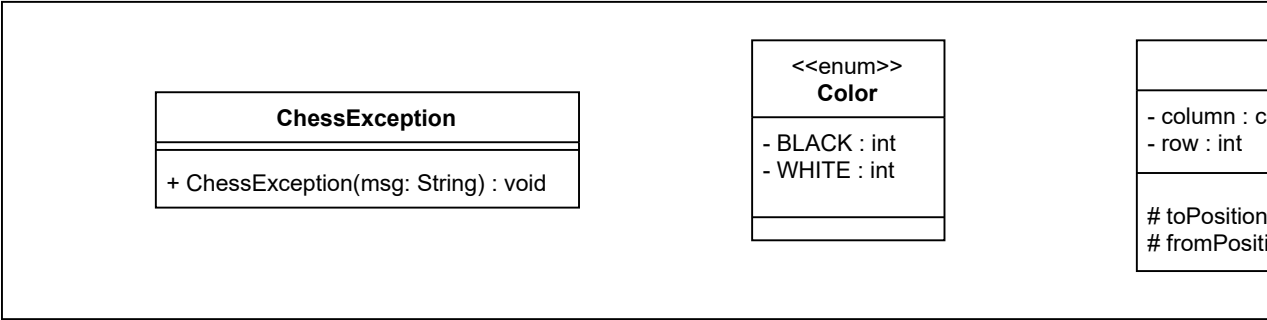 ChessException
+ ChessException(msg: String) : void
<<enum>>
Color
- BLACK : int
- WHITE : int
- column : c
- row : int
# toPosition
# fromPositi